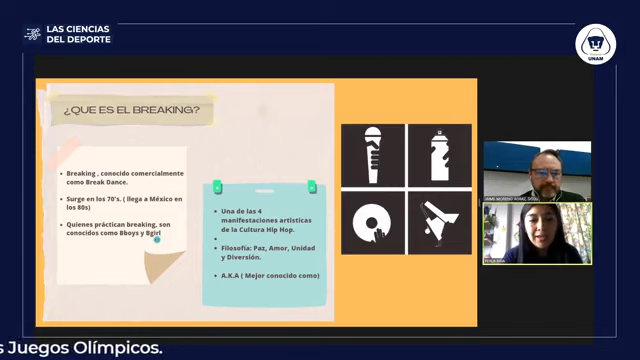 LAS CIENCIAS
DEL DEPORTE
UNAM
¿QUE ES EL BREAKING?
Breaking , conocido comercialmente
como Break Dance.
Surge en los 70's. ( llega a México en
los 80s)
Quienes práctican breaking, son
conocidos como Bboys y Bgirl
Una de las 4
manifestaciones artísticas
de la Cultura Hip Hop.
Filosofía: Paz, Amor, Unidad
y Diversión.
A.K.A ( Mejor conocido como)
JAIME MORENO
s Juegos Olímpicos.